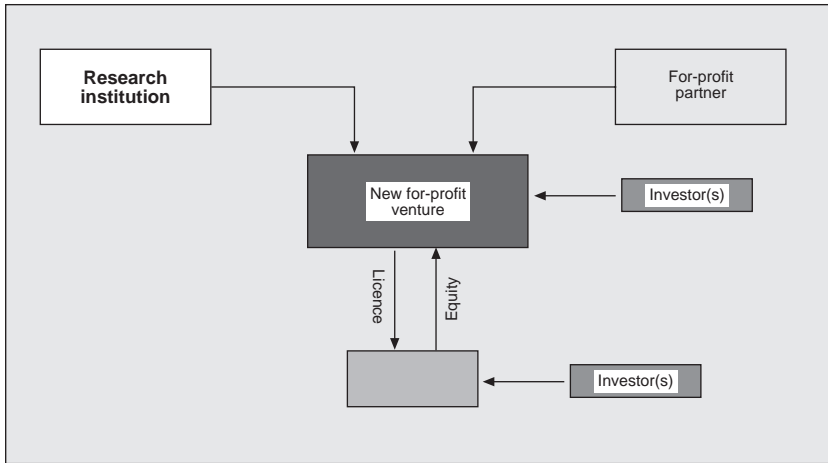 Research
institution
For-profit
partner
New for-profit
venture
Investor(s)
Licence
Equity
Investor(s)